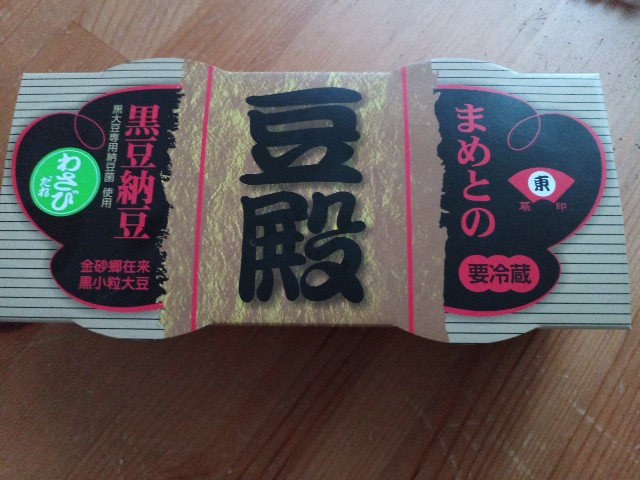 まめとの
東
扇印
要冷蔵
豆殿
黒豆納豆
黒大豆専用納豆菌 使用
わさび
だれ
金砂郷在来
黒小粒大豆